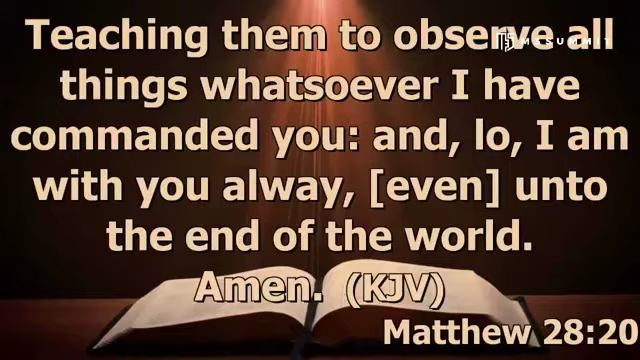 Teaching them to observe all
things whatsoever I have
commanded you: and, lo, I am
with you alway, [even] unto
the end of the world.
Amen. (KJV)
Matthew 28:20